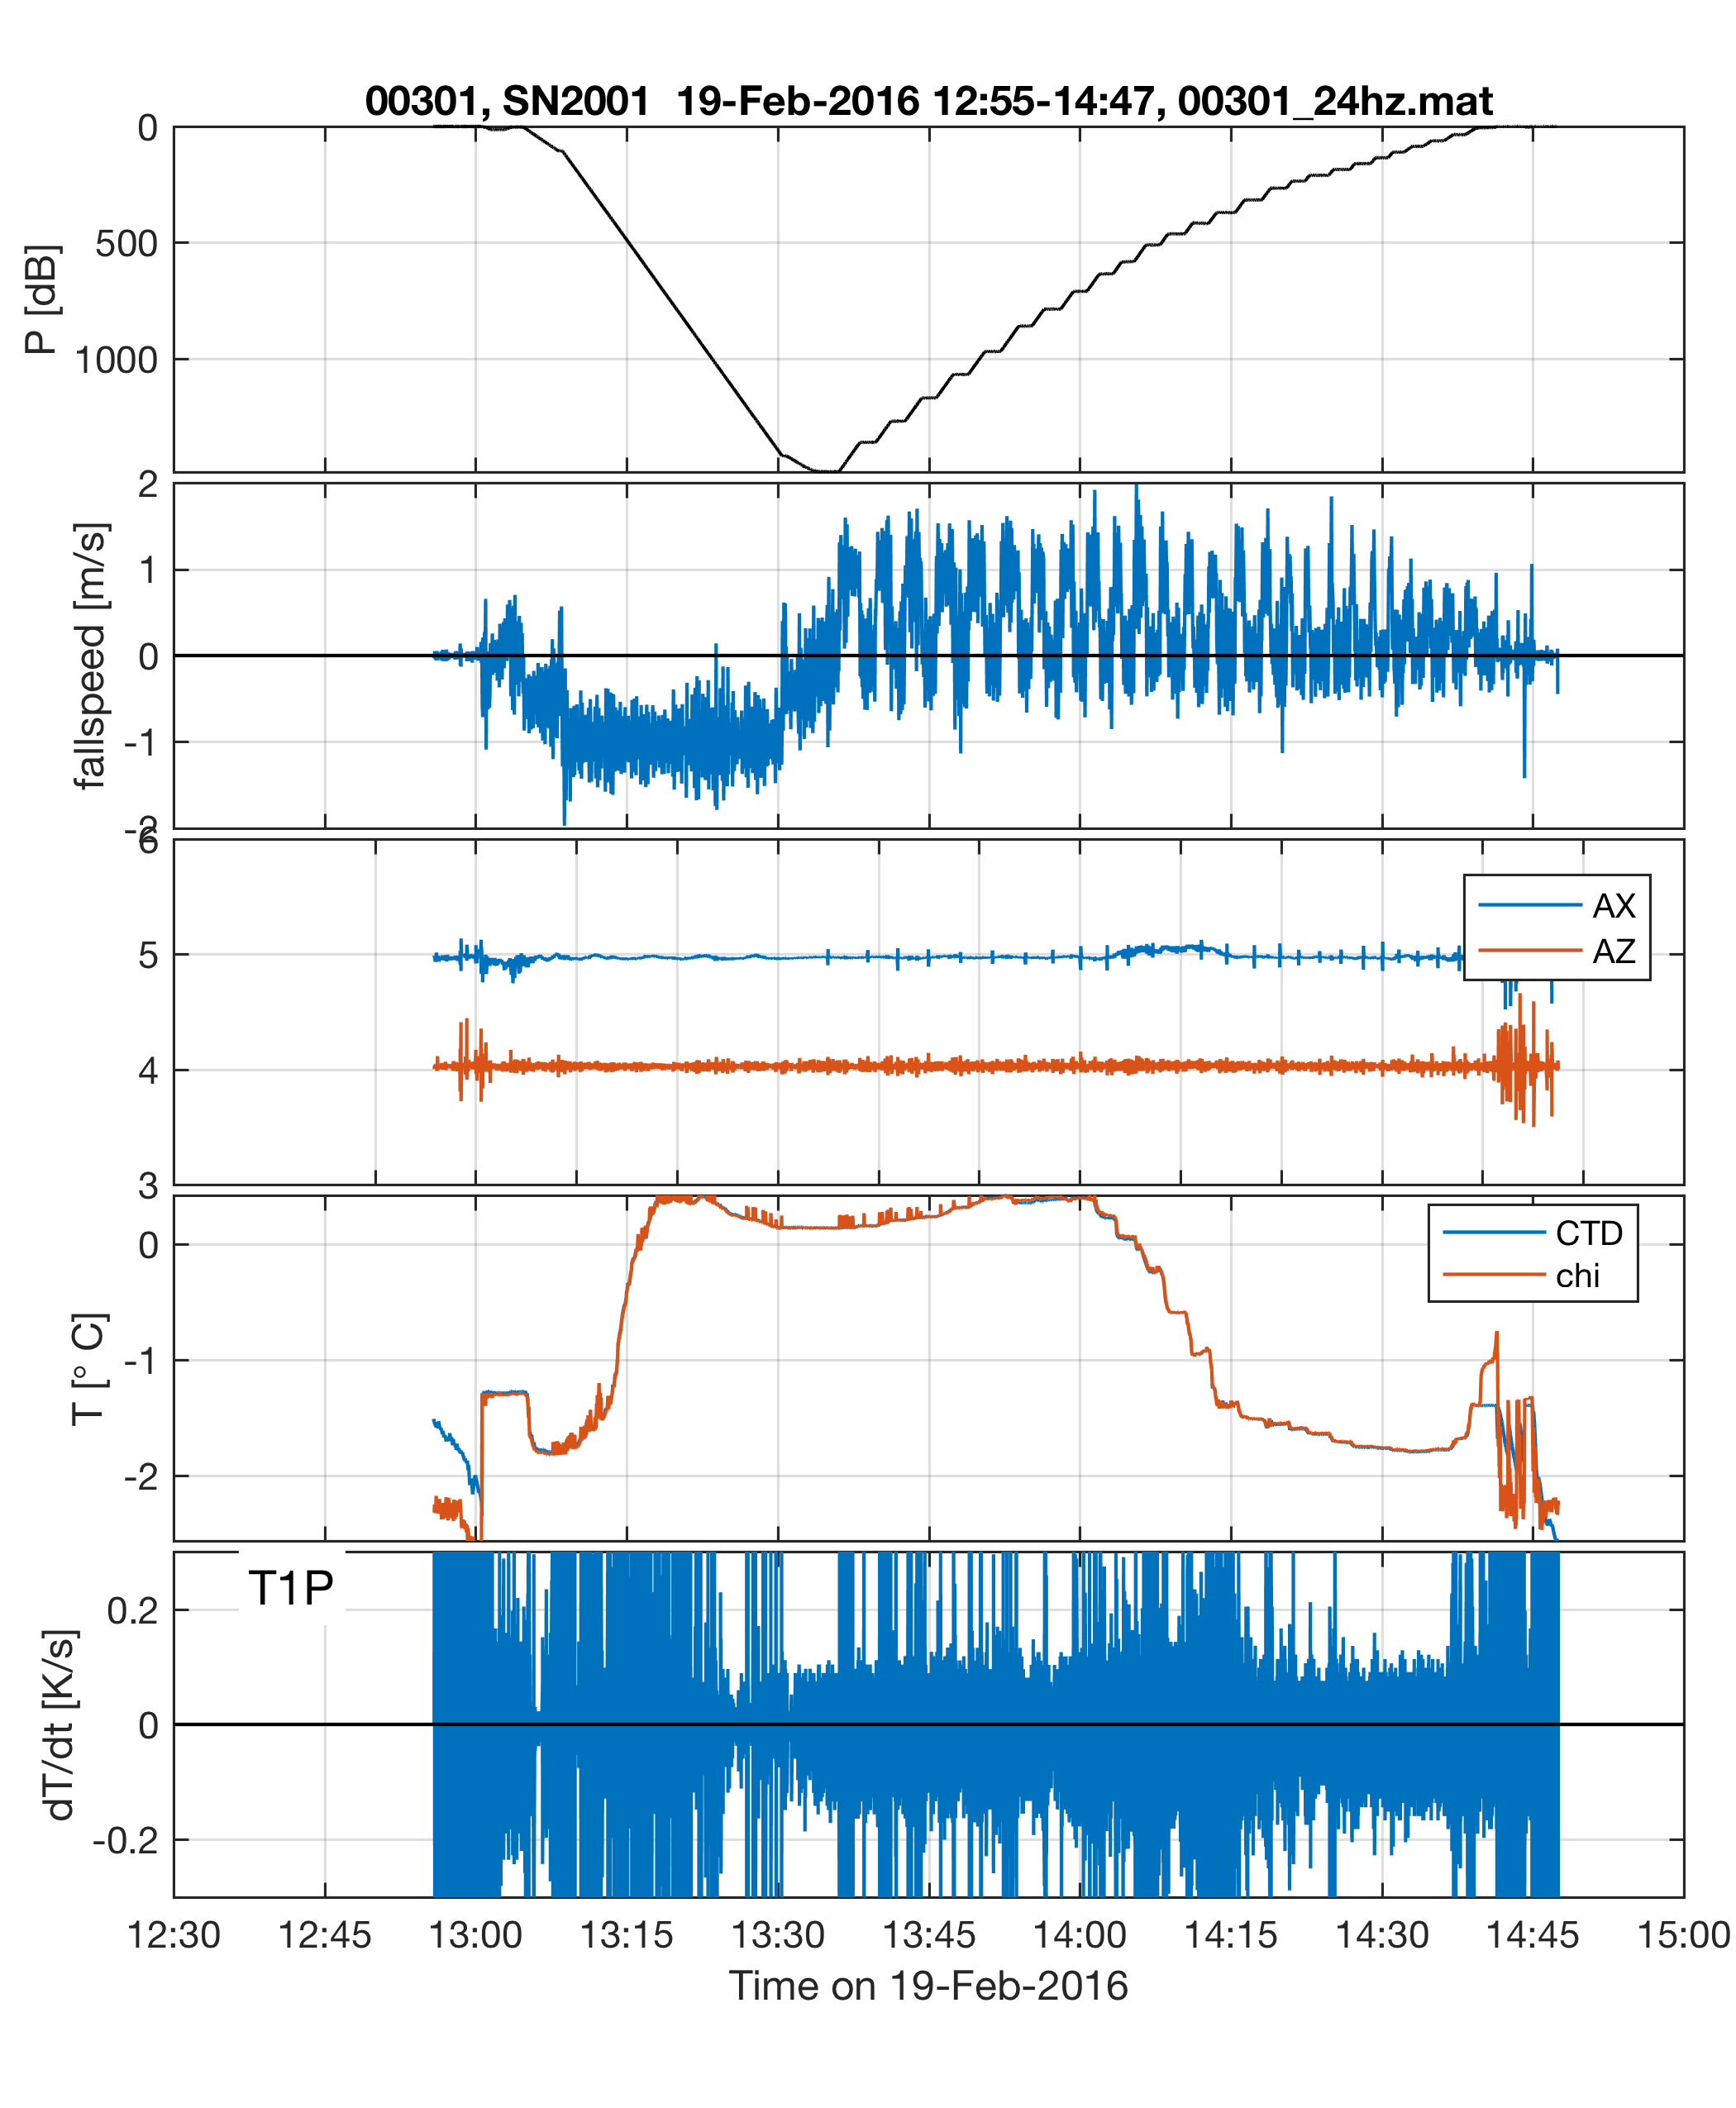 00301, SN2001  19-Feb-2016 12:55-14:47, 00301_24hz.mat
0
500
1000
P [dB]
2
1
0
-1
-2
fallspeed [m/s]
6
5
4
3
AX
AZ
0
-1
-2
T [° C]
CTD
chi
T1P
0.2
0
-0.2
dT/dt [K/s]
12:30 12:45 13:00 13:15 13:30 13:45 14:00 14:15 14:30 14:45 15:00
Time on 19-Feb-2016